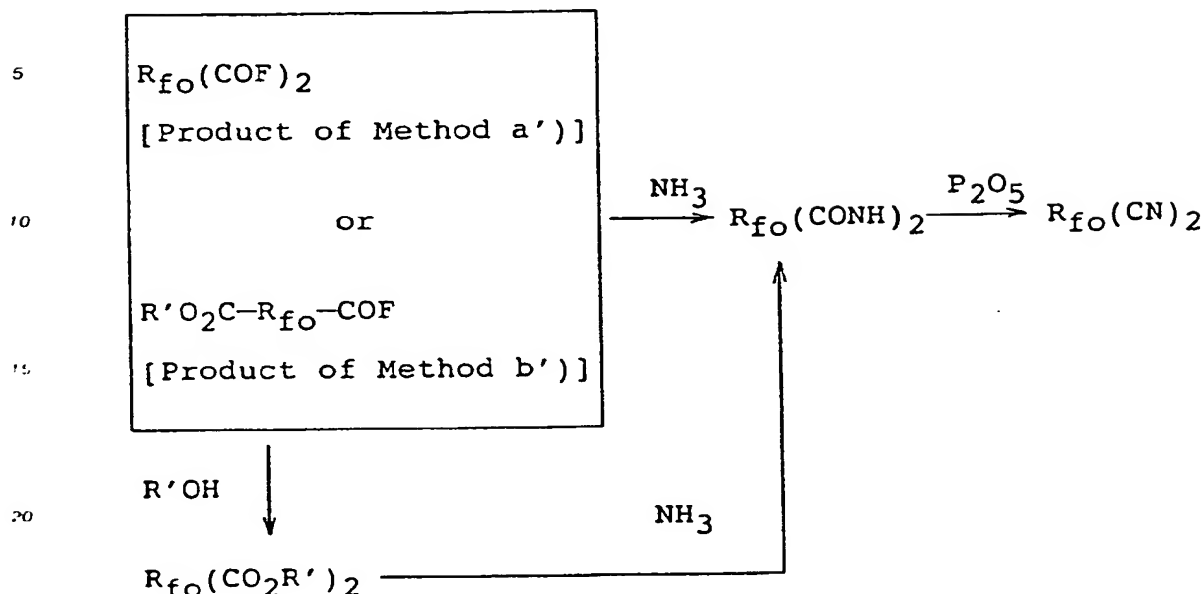 5
R_fo(COF)_2
[Product of Method a')]
10
or
NH_3
R_fo(CONH)_2
P_2O_5
R_fo(CN)_2
R'O_2C—R_fo—COF
15
[Product of Method b')]
R'OH
20
NH_3
R_fo(CO_2R')_2